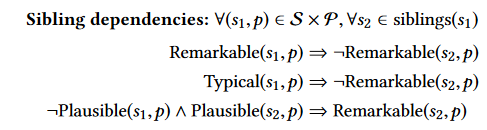 Sibling dependencies: ∀(s₁, p) ∈ 𝒮 × 𝒫, ∀s₂ ∈ siblings(s₁)
Remarkable(s₁, p) ⇒ ¬Remarkable(s₂, p)
Typical(s₁, p) ⇒ ¬Remarkable(s₂, p)
¬Plausible(s₁, p) ∧ Plausible(s₂, p) ⇒ Remarkable(s₂, p)